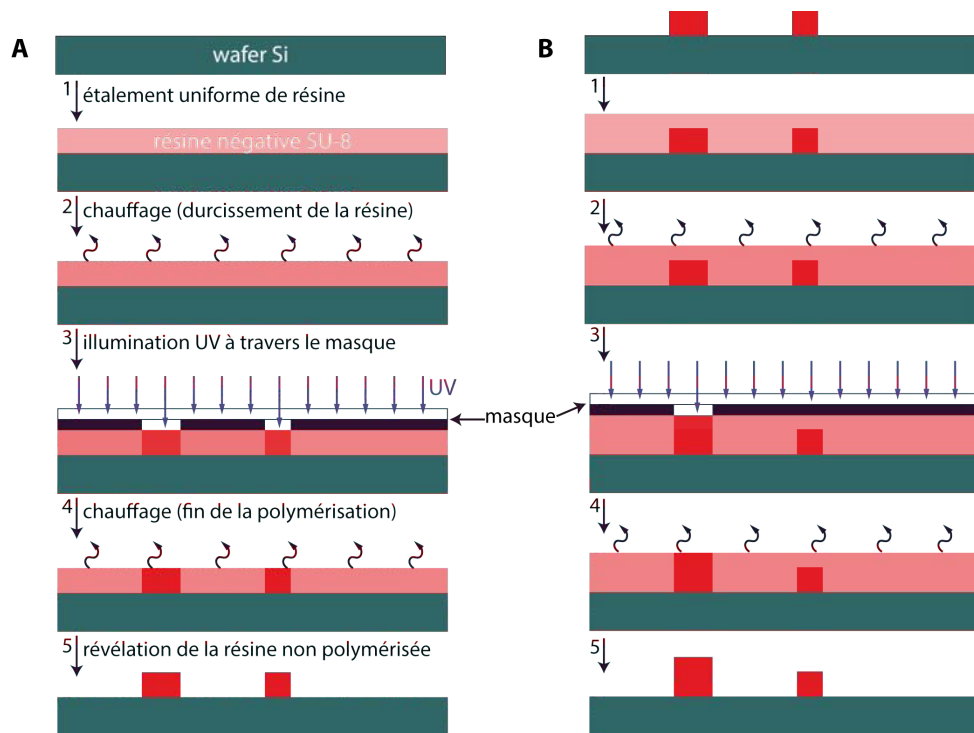 A
wafer Si
1 étalement uniforme de résine
résine négative SU-8
2 chauffage (durcissement de la résine)
3 illumination UV à travers le masque
UV
masque
4 chauffage (fin de la polymérisation)
5 révélation de la résine non polymérisée
B
1
2
3
4
5